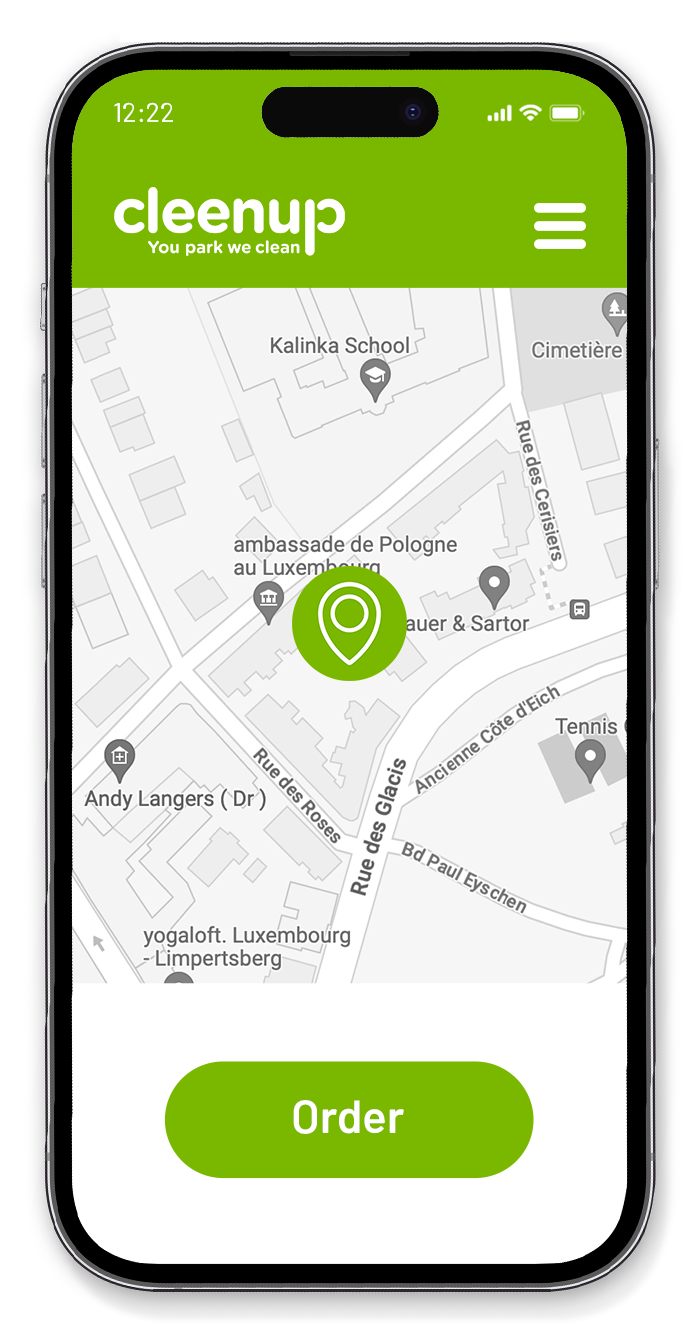 12:22
cleenup
You park we clean
Kalinka School
Cimetière
Rue des Cerisiers
ambassade de Pologne
au Luxembourg
auer & Sartor
Ancienne Côte d'Eich
Tennis
Andy Langers ( Dr )
Rue des Roses
Rue des Glacis
Bd Paul Eyschen
yogaloft. Luxembourg
- Limpertsberg
Order